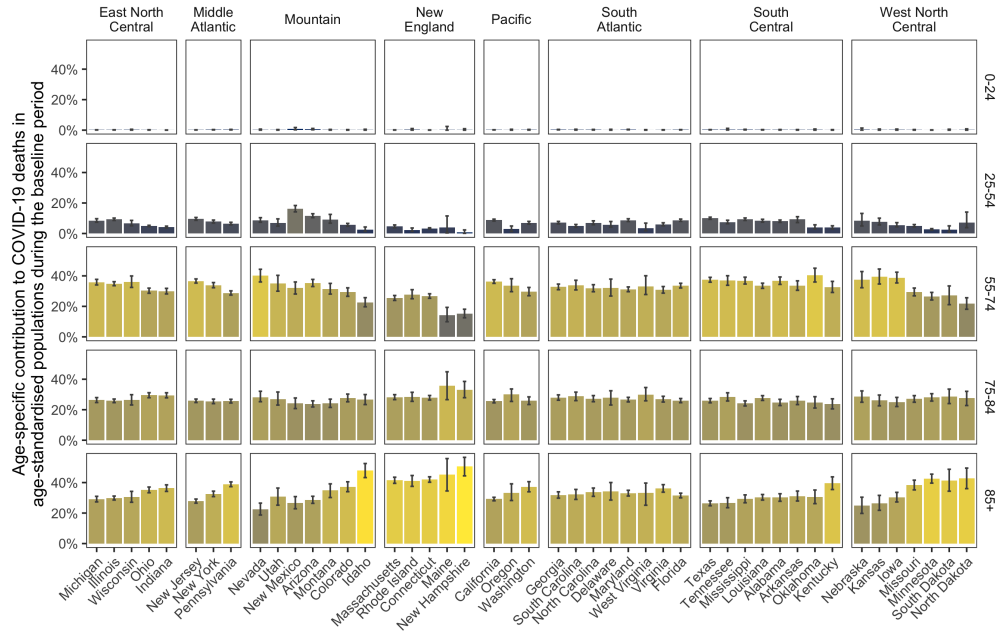 East North
Central
Middle
Atlantic
Mountain
New
England
Pacific
South
Atlantic
South
Central
West North
Central
Age-specific contribution to COVID-19 deaths in
age-standardised populations during the baseline period
40%
20%
0%
0-24
40%
20%
0%
25-54
40%
20%
0%
55-74
40%
20%
0%
75-84
40%
20%
0%
85+
Michigan
Illinois
Wisconsin
Ohio
Indiana
New Jersey
New York
Pennsylvania
Nevada
Utah
New Mexico
Arizona
Montana
Colorado
Idaho
Massachusetts
Rhode Island
Connecticut
Maine
New Hampshire
California
Oregon
Washington
Georgia
South Carolina
North Carolina
Delaware
Maryland
West Virginia
Virginia
Florida
Texas
Tennessee
Mississippi
Louisiana
Alabama
Arkansas
Oklahoma
Kentucky
Nebraska
Kansas
Iowa
Missouri
Minnesota
South Dakota
North Dakota